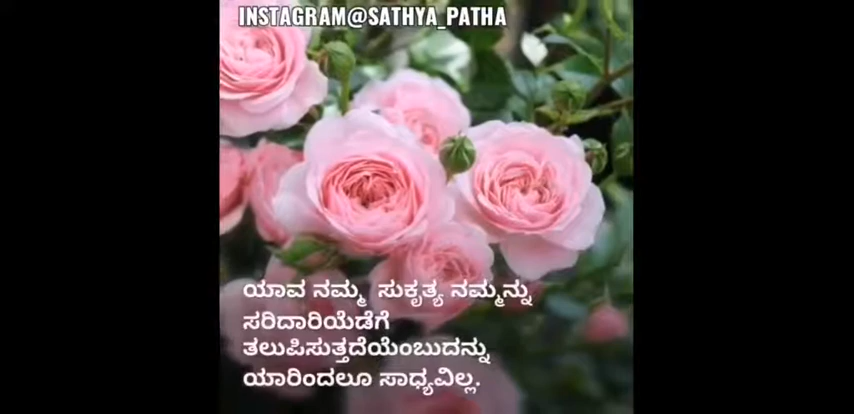 INSTAGRAM@SATHYA_PATHA
ಯಾವ ನಮ್ಮ ಸುಕೃತ್ಯ ನಮ್ಮನ್ನು
ಸರಿದಾರಿಯೆಡೆಗೆ
ತಲುಪಿಸುತ್ತದೆಯೆಂಬುದನ್ನು
ಯಾರಿಂದಲೂ ಸಾಧ್ಯವಿಲ್ಲ.